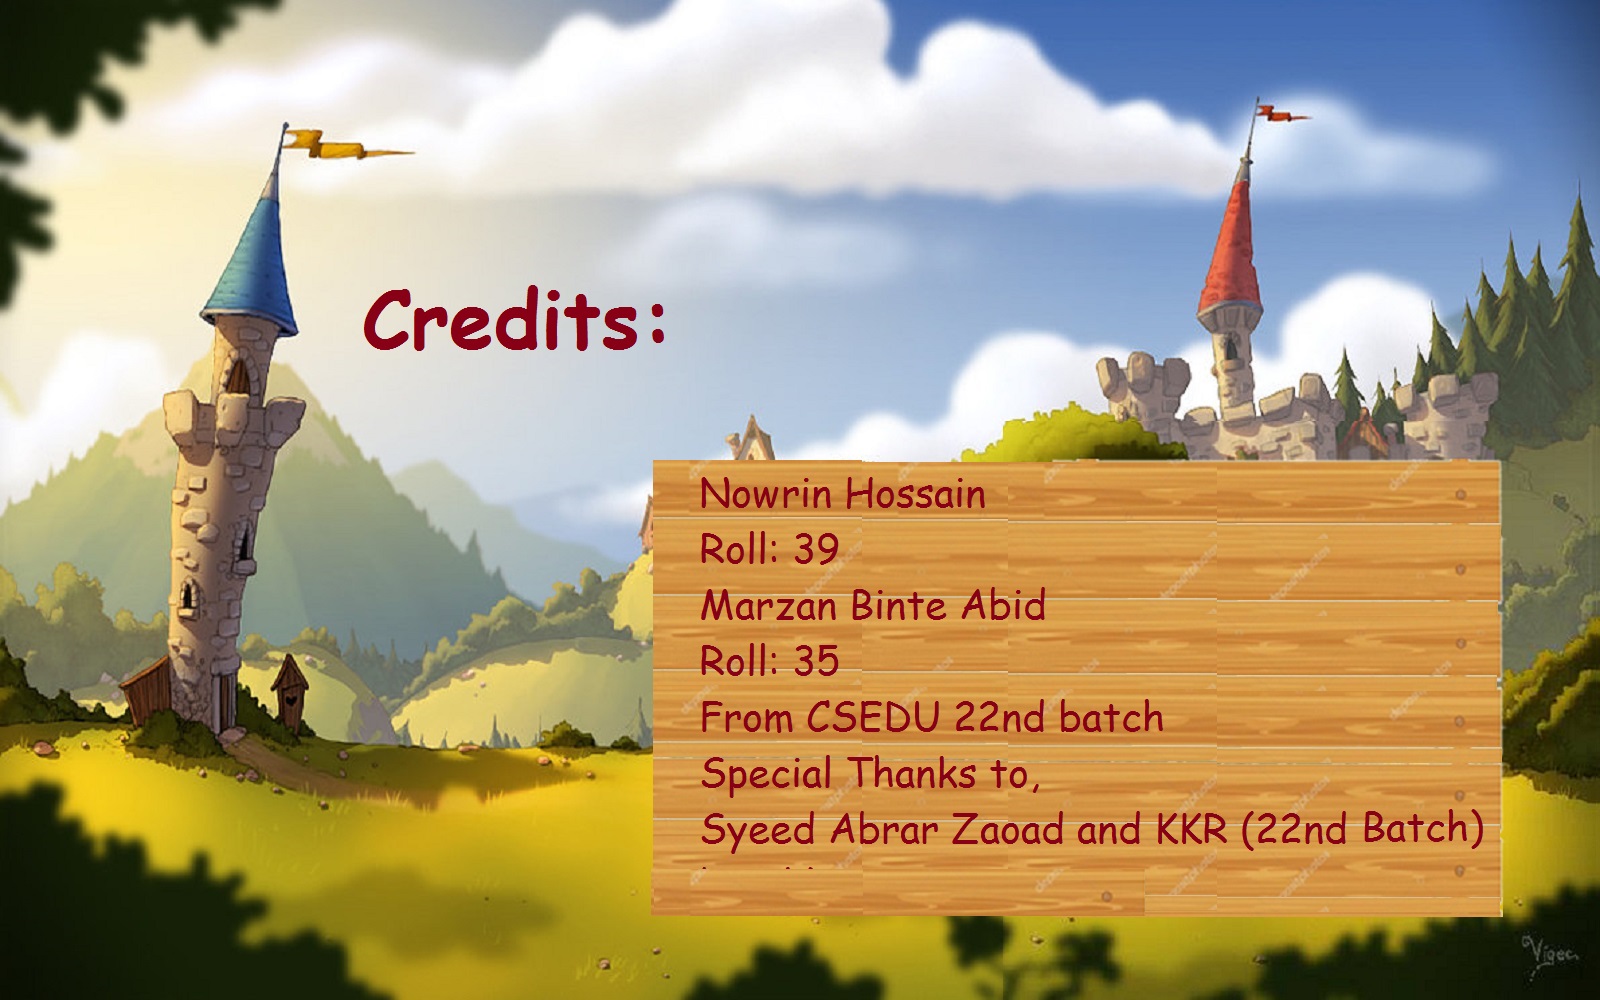 Credits:
Nowrin Hossain
Roll: 39
Marzan Binte Abid
Roll: 35
From CSEDU 22nd batch
Special Thanks to,
Syeed Abrar Zaoad and KKR (22nd Batch)